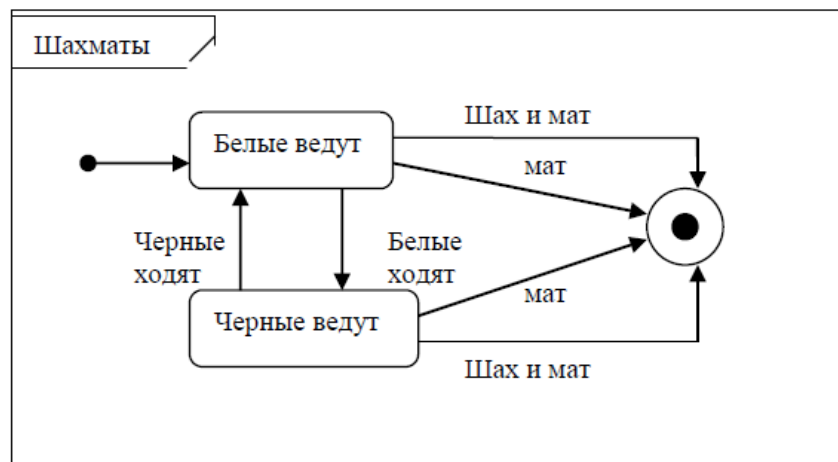 Шахматы
Шах и мат
Белые ведут
мат
Черные
ходят
Белые
ходят
мат
Черные ведут
Шах и мат